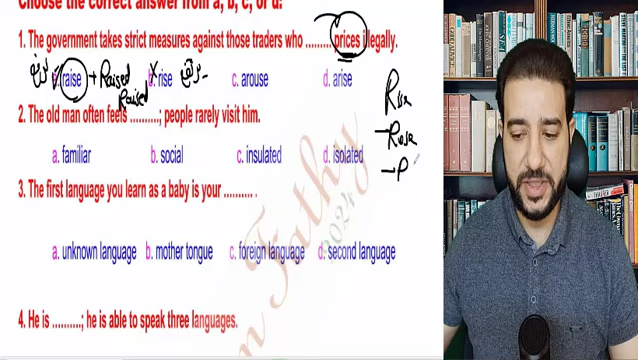 Choose the correct answer from a, b, c, or d:
1. The government takes strict measures against those traders who .......... prices illegally.
a. raise → Raised b. rise c. arouse d. arise
Raised
Rise
Rose
2. The old man often feels ..........; people rarely visit him.
a. familiar b. social c. insulated d. isolated
3. The first language you learn as a baby is your .......... .
a. unknown language b. mother tongue c. foreign language d. second language
Fathy
2024
4. He is ..........; he is able to speak three languages.